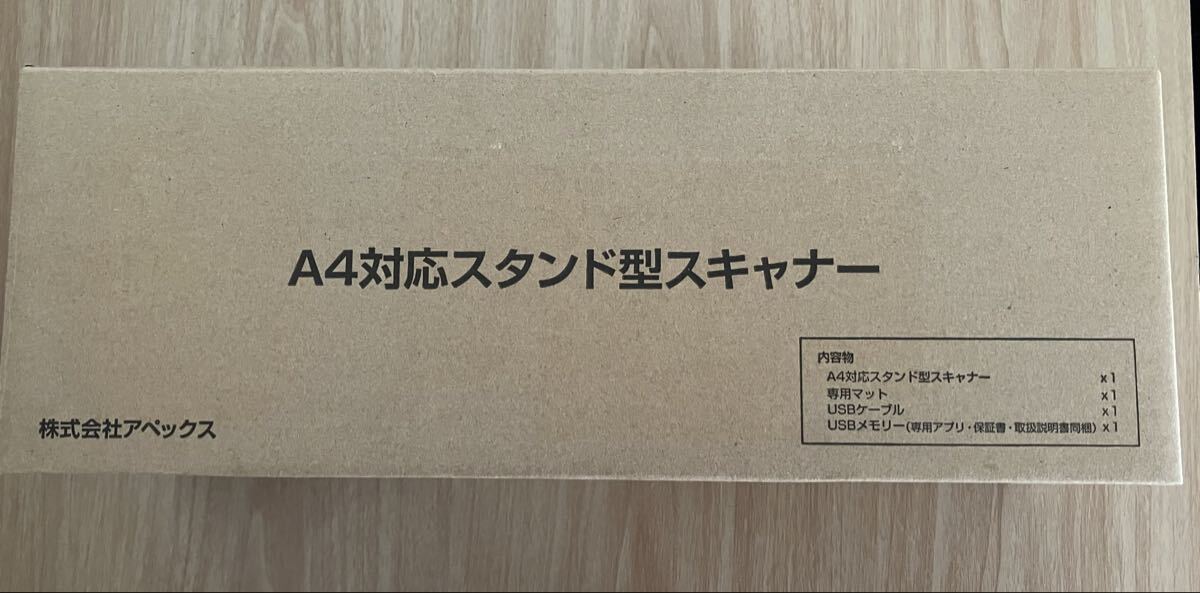 A4対応スタンド型スキャナー
内容物
A4対応スタンド型スキャナー x1
専用マット x1
USBケーブル x1
USBメモリー(専用アプリ・保証書・取扱説明書同梱) x1
株式会社アペックス